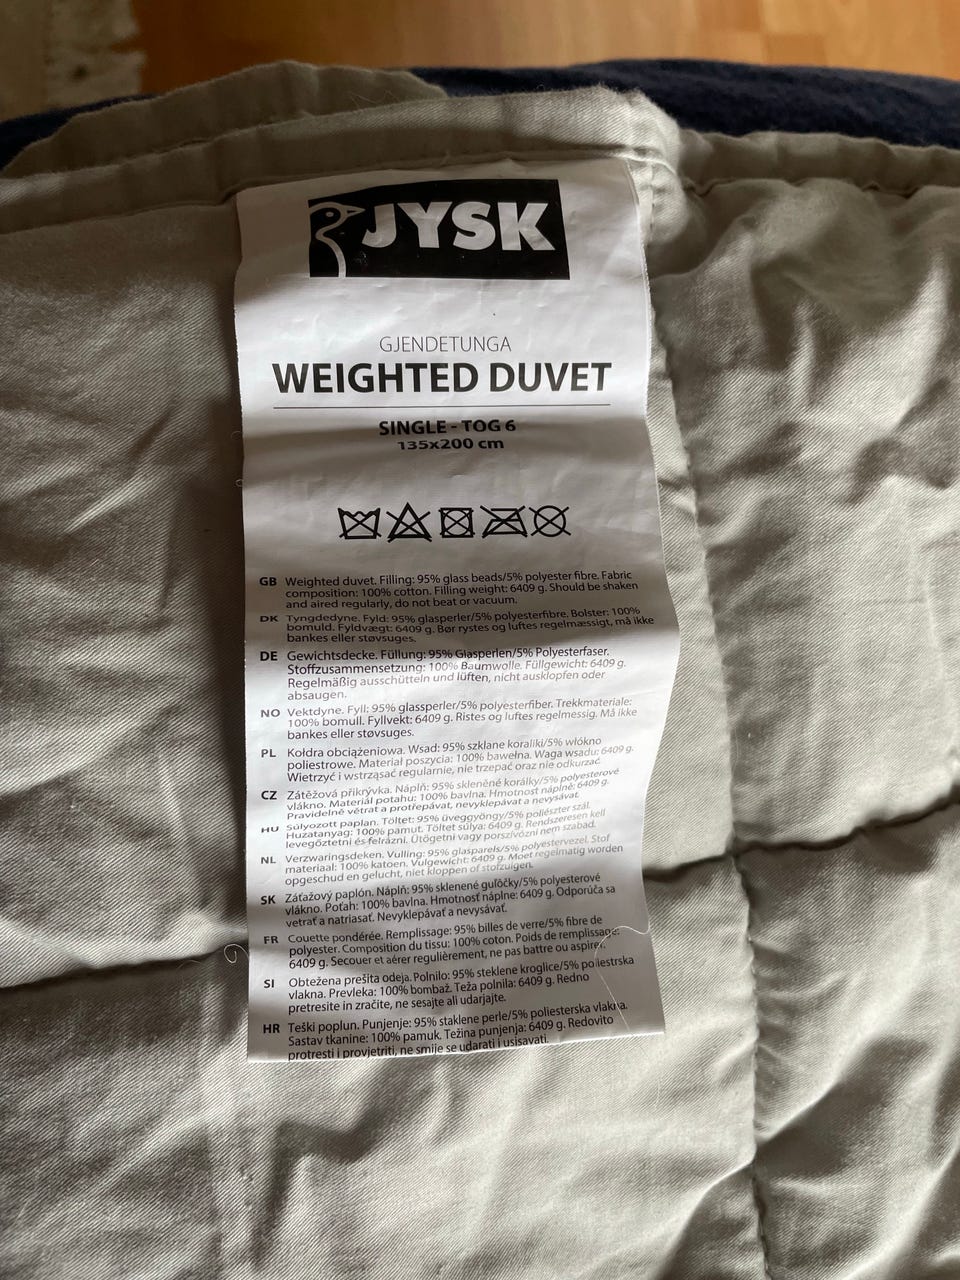 JYSK
GJENDETUNGA
WEIGHTED DUVET
SINGLE - TOG 6
135x200 cm
GB Weighted duvet. Filling: 95% glass beads/5% polyester fibre. Fabric
composition: 100% cotton. Filling weight: 6409 g. Should be shaken
and aired regularly, do not beat or vacuum.
DK Tyngdedyne. Fyld: 95% glasperler/5% polyesterfibre. Bolster: 100%
bomuld. Fyldvægt: 6409 g. Bør rystes og luftes regelmæssigt, må ikke
bankes eller støvsuges.
DE Gewichtsdecke. Füllung: 95% Glasperlen/5% Polyesterfaser.
Stoffzusammensetzung: 100% Baumwolle. Füllgewicht: 6409 g.
Regelmäßig ausschütteln und lüften, nicht ausklopfen oder
absaugen.
NO Vektdyne. Fyll: 95% glassperler/5% polyesterfiber. Trekkmateriale:
100% bomull. Fyllvekt: 6409 g. Ristes og luftes regelmessig. Må ikke
bankes eller støvsuges.
PL Kołdra obciążeniowa. Wsad: 95% szklane koraliki/5% włókno
poliestrowe. Materiał poszycia: 100% bawełna. Waga wsadu: 6409 g.
Wietrzyć i wstrząsać regularnie, nie trzepać oraz nie odkurzać.
CZ Zátěžová přikrývka. Náplň: 95% skleněné korálky/5% polyesterové
vlákno. Materiál potahu: 100% bavlna. Hmotnost náplně: 6409 g.
Pravidelně větrat a protřepávat, nevyklepávat a nevysávat.
HU Súlyozott paplan. Töltet: 95% üveggyöngy/5% poliészter szál.
Huzatanyag: 100% pamut. Töltet súlya: 6409 g. Rendszeresen kell
levegőztetni és felrázni. Ütögetni vagy porszívózni nem szabad.
NL Verzwaringsdeken. Vulling: 95% glasparels/5% polyestervezel. Stof
materiaal: 100% katoen. Vulgewicht: 6409 g. Moet regelmatig worden
opgeschud en gelucht, niet kloppen of stofzuigen.
SK Záťažový paplón. Náplň: 95% sklenené guľôčky/5% polyesterové
vlákno. Poťah: 100% bavlna. Hmotnosť náplne: 6409 g. Odporúča sa
vetrať a natriasať. Nevyklepávať a nevysávať.
FR Couette pondérée. Remplissage: 95% billes de verre/5% fibre de
polyester. Composition du tissu: 100% coton. Poids de remplissage:
6409 g. Secouer et aérer regulièrement, ne pas battre ou aspirer.
SI Obtežena prešita odeja. Polnilo: 95% steklene kroglice/5% poliestrska
vlakna. Prevleka: 100% bombaž. Teža polnila: 6409 g. Redno
pretresite in zračite, ne sesajte ali udarjajte.
HR Teški poplun. Punjenje: 95% staklene perle/5% poliesterska vlakna.
Sastav tkanine: 100% pamuk. Težina punjenja: 6409 g. Redovito
protresti i provjetriti, ne smije se udarati i usisavati.